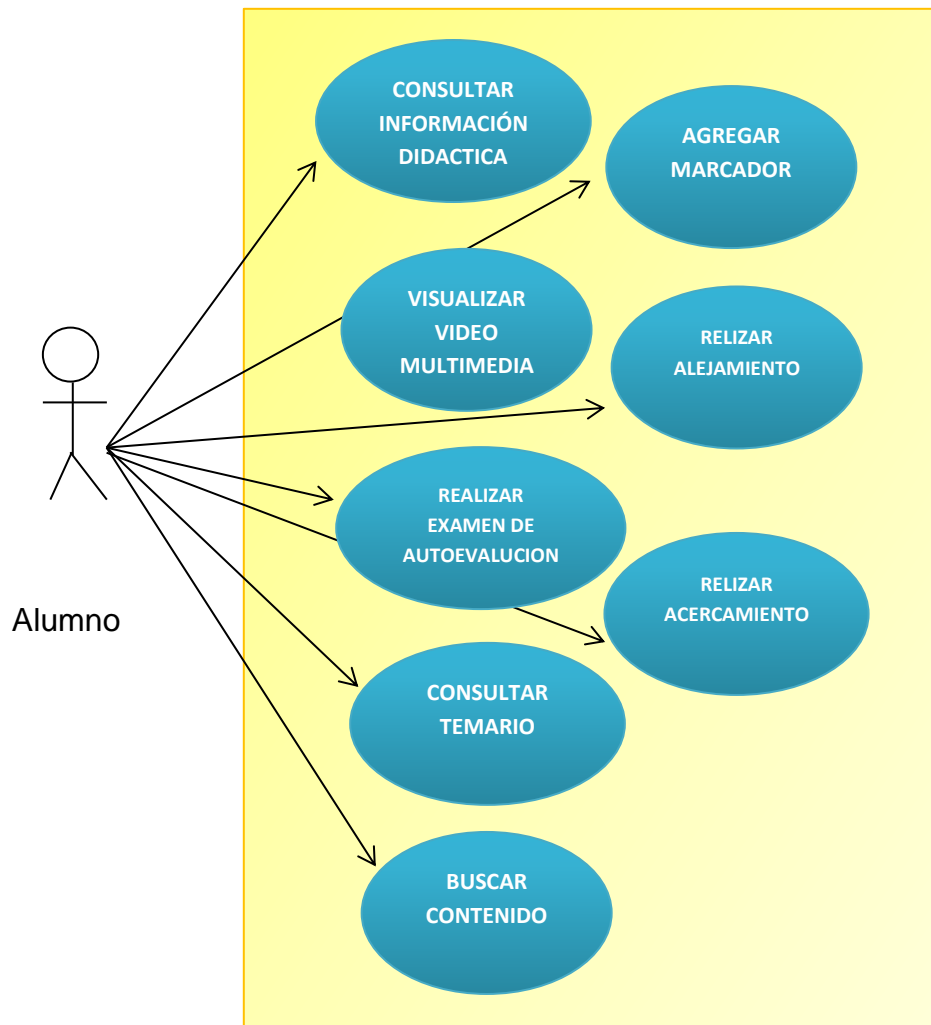 CONSULTAR
INFORMACIÓN
DIDACTICA
AGREGAR
MARCADOR
VISUALIZAR
VIDEO
MULTIMEDIA
RELIZAR
ALEJAMIENTO
REALIZAR
EXAMEN DE
AUTOEVALUCION
RELIZAR
ACERCAMIENTO
Alumno
CONSULTAR
TEMARIO
BUSCAR
CONTENIDO